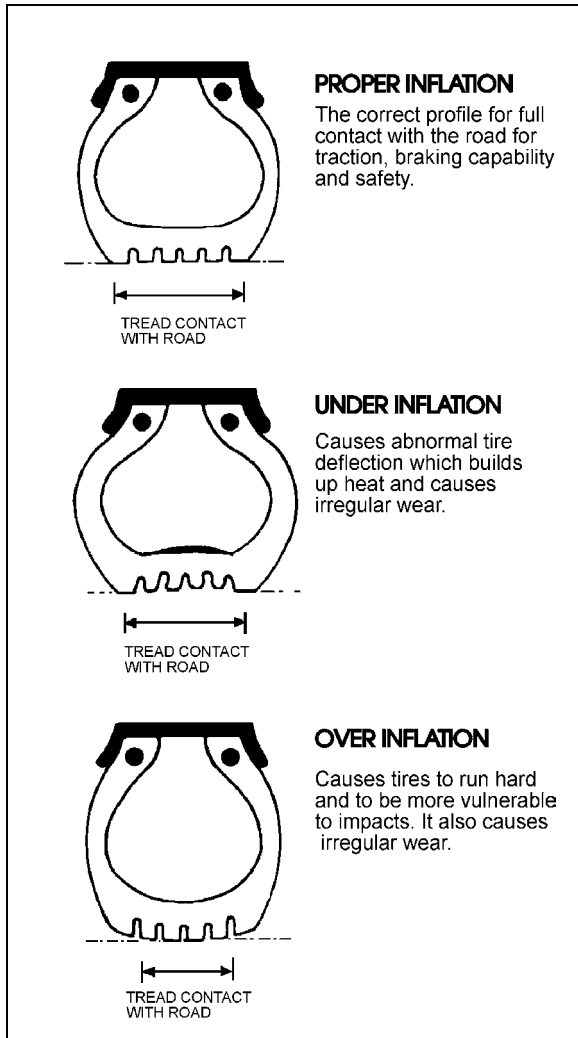 PROPER INFLATION
The correct profile for full
contact with the road for
traction, braking capability
and safety.
TREAD CONTACT
WITH ROAD
UNDER INFLATION
Causes abnormal tire
deflection which builds
up heat and causes
irregular wear.
TREAD CONTACT
WITH ROAD
OVER INFLATION
Causes tires to run hard
and to be more vulnerable
to impacts. It also causes
irregular wear.
TREAD CONTACT
WITH ROAD